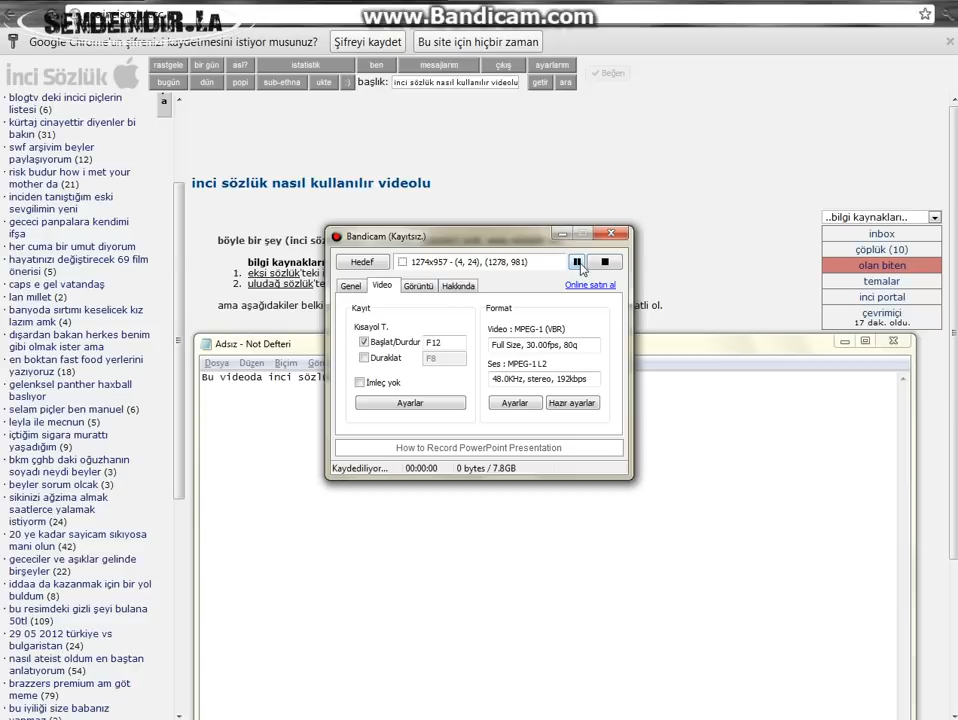 SENDEINDIR.LA
www.Bandicam.com
Google Chrome'un şifrenizi kaydetmesini istiyor musunuz? Şifreyi kaydet Bu site için hiçbir zaman
inci Sözlük
rastgele bir gün asl? istatistik ben mesajlarım çıkış ayarlarım
bugün dün popi sub-ethna ukte :) başlık: inci sözlük nasıl kullanılır videolu getir ara
Beğen
blogtv deki incici piçlerin
listesi (6)
kürtaj cinayettir diyenler bi
bakın (31)
swf arşivim beyler
paylaşıyorum (12)
risk budur how i met your
mother da (21)
inciden tanıştığım eski
sevgilimin yeni
gececi panpalara kendimi
ifşa
her cuma bir umut diyorum
hayatınızı değiştirecek 69 film
önerisi (5)
caps e gel vatandaş
lan millet (2)
banyoda sırtımı keselicek kız
lazım amk (4)
dışardan bakan herkes benim
gibi olmak ister ama
en boktan fast food yerlerini
yazıyoruz (18)
gelenksel panther haxball
baslıyor
selam piçler ben manuel (6)
leyla ile mecnun (5)
içtiğim sigara murattı
yaşadığım (9)
bkm çghb daki oğuzhanın
soyadı neydi beyler (3)
beyler sorum olcak (3)
sikinizi ağzima almak
saatlerce yalamak
istiyorm (24)
20 ye kadar sayicam sıkıyosa
mani olun (42)
gececiler ve aşıklar gelinde
birşeyler (22)
iddaa da kazanmak için bir yol
buldum (8)
bu resimdeki gizli şeyi bulana
50tl (109)
29 05 2012 türkiye vs
bulgaristan (24)
nasıl ateist oldum en baştan
anlatıyorum (54)
brazzers premium am göt
meme (79)
bu iyiliği size babanız
yapmaz
a
inci sözlük nasıl kullanılır videolu
böyle bir şey (inci söz
bilgi kaynakları
1. ekşi sözlük'teki i
2. uludağ sözlük'te
ama aşağıdakiler belki
atli ol.
..bilgi kaynakları..
inbox
çöplük (10)
olan biten
temalar
inci portal
çevrimiçi
17 dak. oldu.
Bandicam (Kayıtsız.)
Hedef 1274x957 - (4, 24), (1278, 981)
Genel Video Görüntü Hakkında Online satın al
Kayıt
Kısayol T.
Başlat/Durdur F12
Duraklat F8
İmleç yok
Ayarlar
Format
Video : MPEG-1 (VBR)
Full Size, 30.00fps, 80q
Ses : MPEG-1 L2
48.0KHz, stereo, 192kbps
Ayarlar Hazır ayarlar
How to Record PowerPoint Presentation
Kaydediliyor... 00:00:00 0 bytes / 7.8GB
Adsız - Not Defteri
Dosya Düzen Biçim
Bu videoda inci sözl